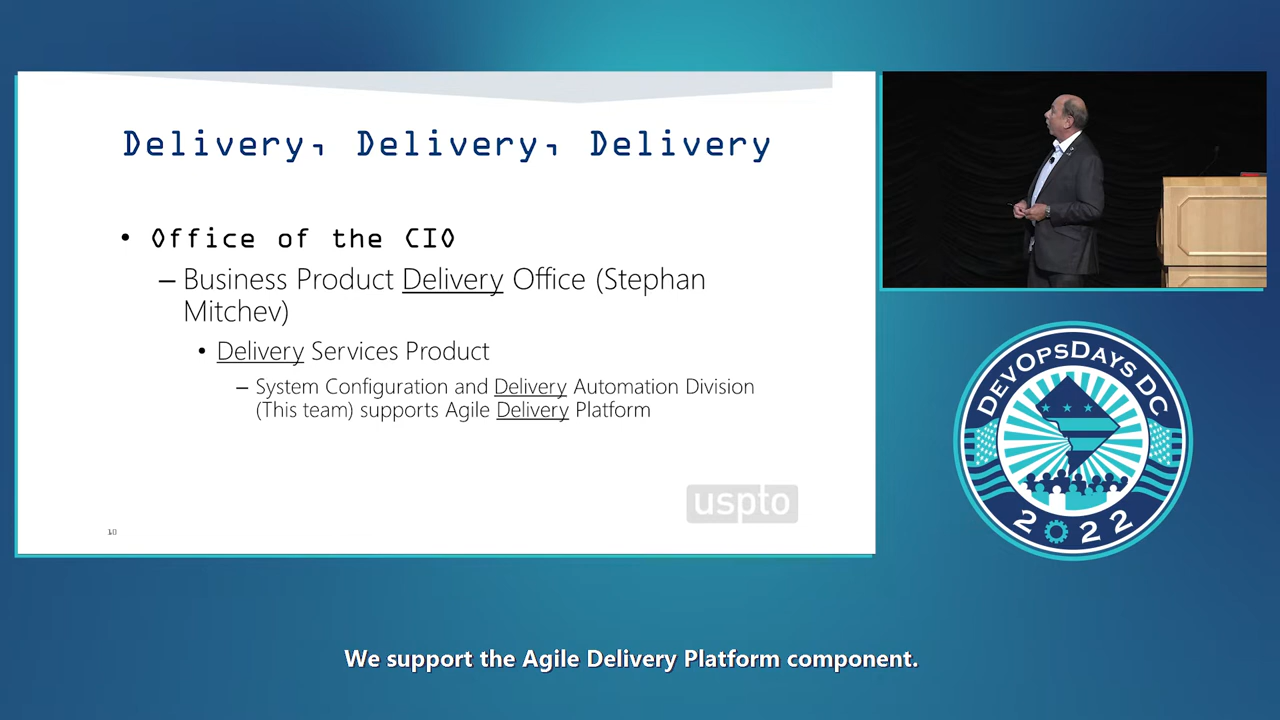 Delivery, Delivery, Delivery
• Office of the CIO
– Business Product Delivery Office (Stephan
Mitchev)
• Delivery Services Product
– System Configuration and Delivery Automation Division
(This team) supports Agile Delivery Platform
uspto
DEVOPSDAYS DC
2022
We support the Agile Delivery Platform component.